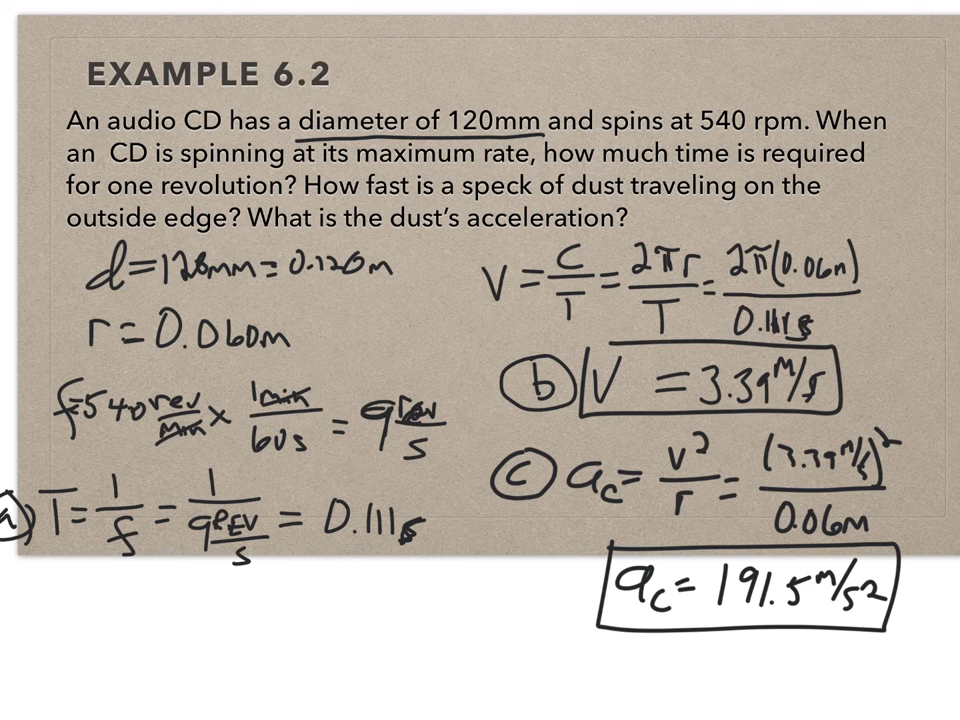 EXAMPLE 6.2
An audio CD has a diameter of 120mm and spins at 540 rpm. When
an CD is spinning at its maximum rate, how much time is required
for one revolution? How fast is a speck of dust traveling on the
outside edge? What is the dust's acceleration?
d = 120mm = 0.120m
r = 0.060m
f = 540 rev/min × 1 min/60 s = 9 rev/s
a) T = 1/f = 1/(9 REV/s) = 0.111 s
V = C/T = 2πr/T = 2π(0.06m)/0.111s
b) V = 3.39 m/s
c) ac = v²/r = (3.39 m/s)²/0.06m
ac = 191.5 m/s2